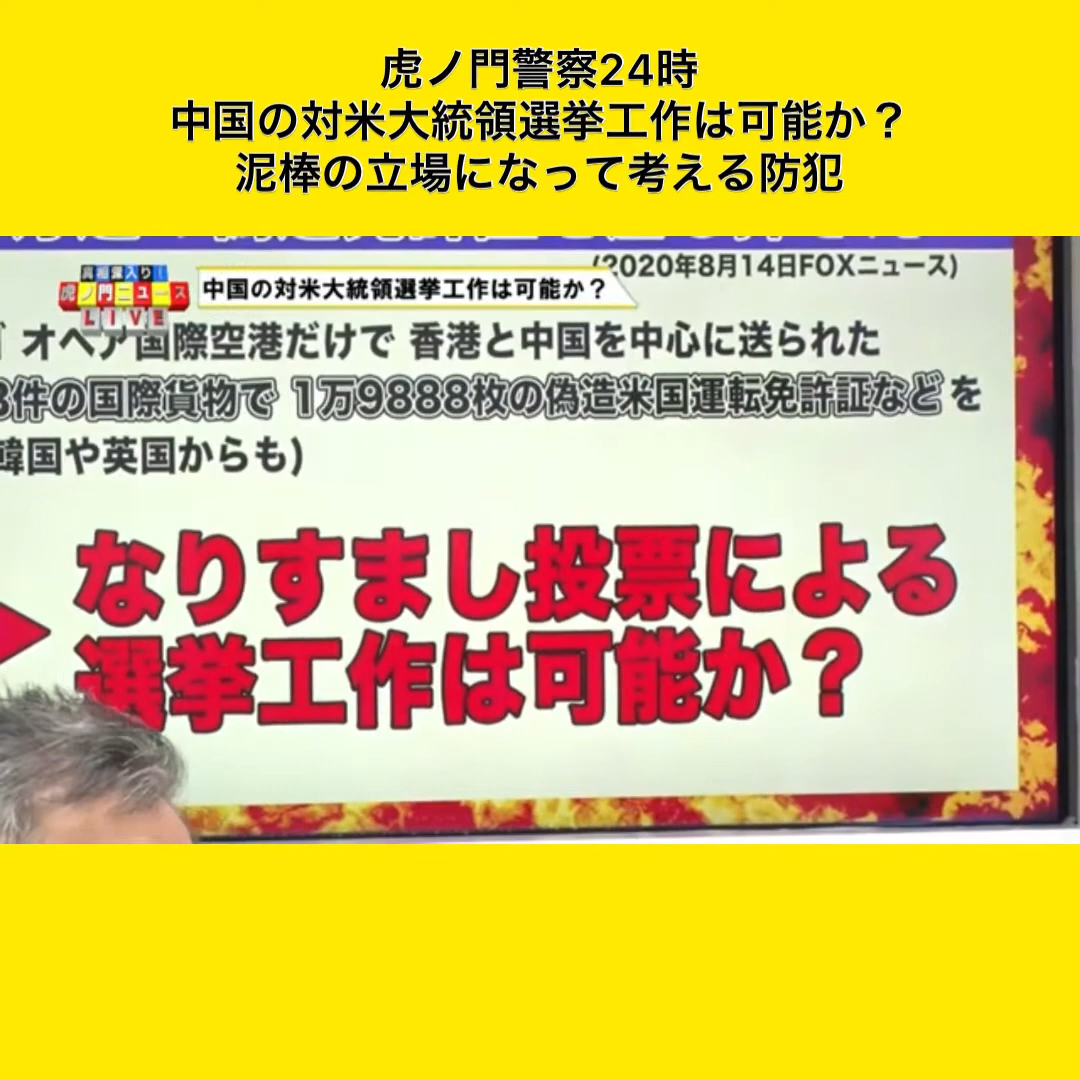 虎ノ門警察24時
中国の対米大統領選挙工作は可能か？
泥棒の立場になって考える防犯
(2020年8月14日FOXニュース)
真相深入り!
虎ノ門ニュース
LIVE
中国の対米大統領選挙工作は可能か？
オヘア国際空港だけで 香港と中国を中心に送られた
件の国際貨物で 1万9888枚の偽造米国運転免許証などを
韓国や英国からも)
なりすまし投票による
選挙工作は可能か？